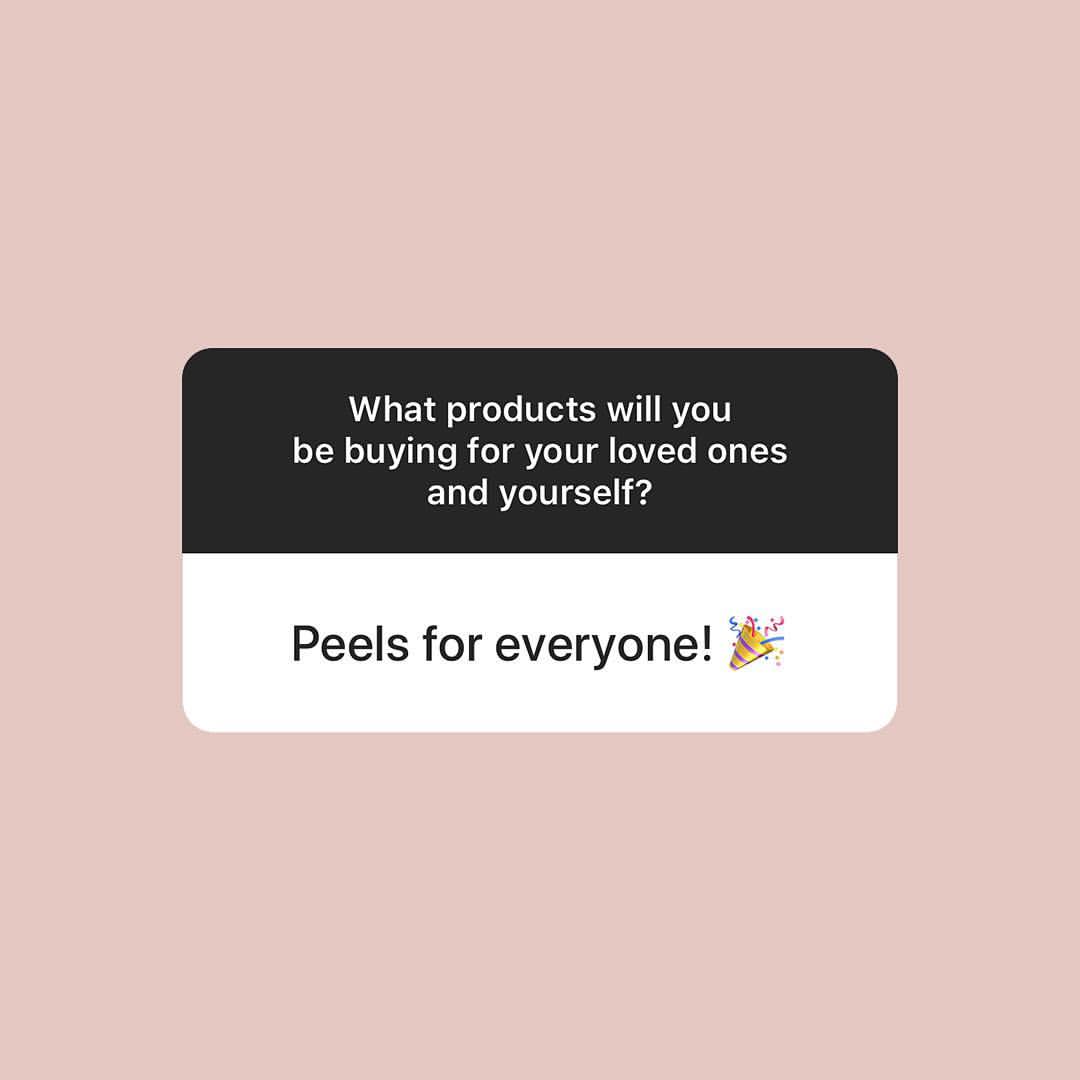 What products will you
be buying for your loved ones
and yourself?
Peels for everyone! 🎉